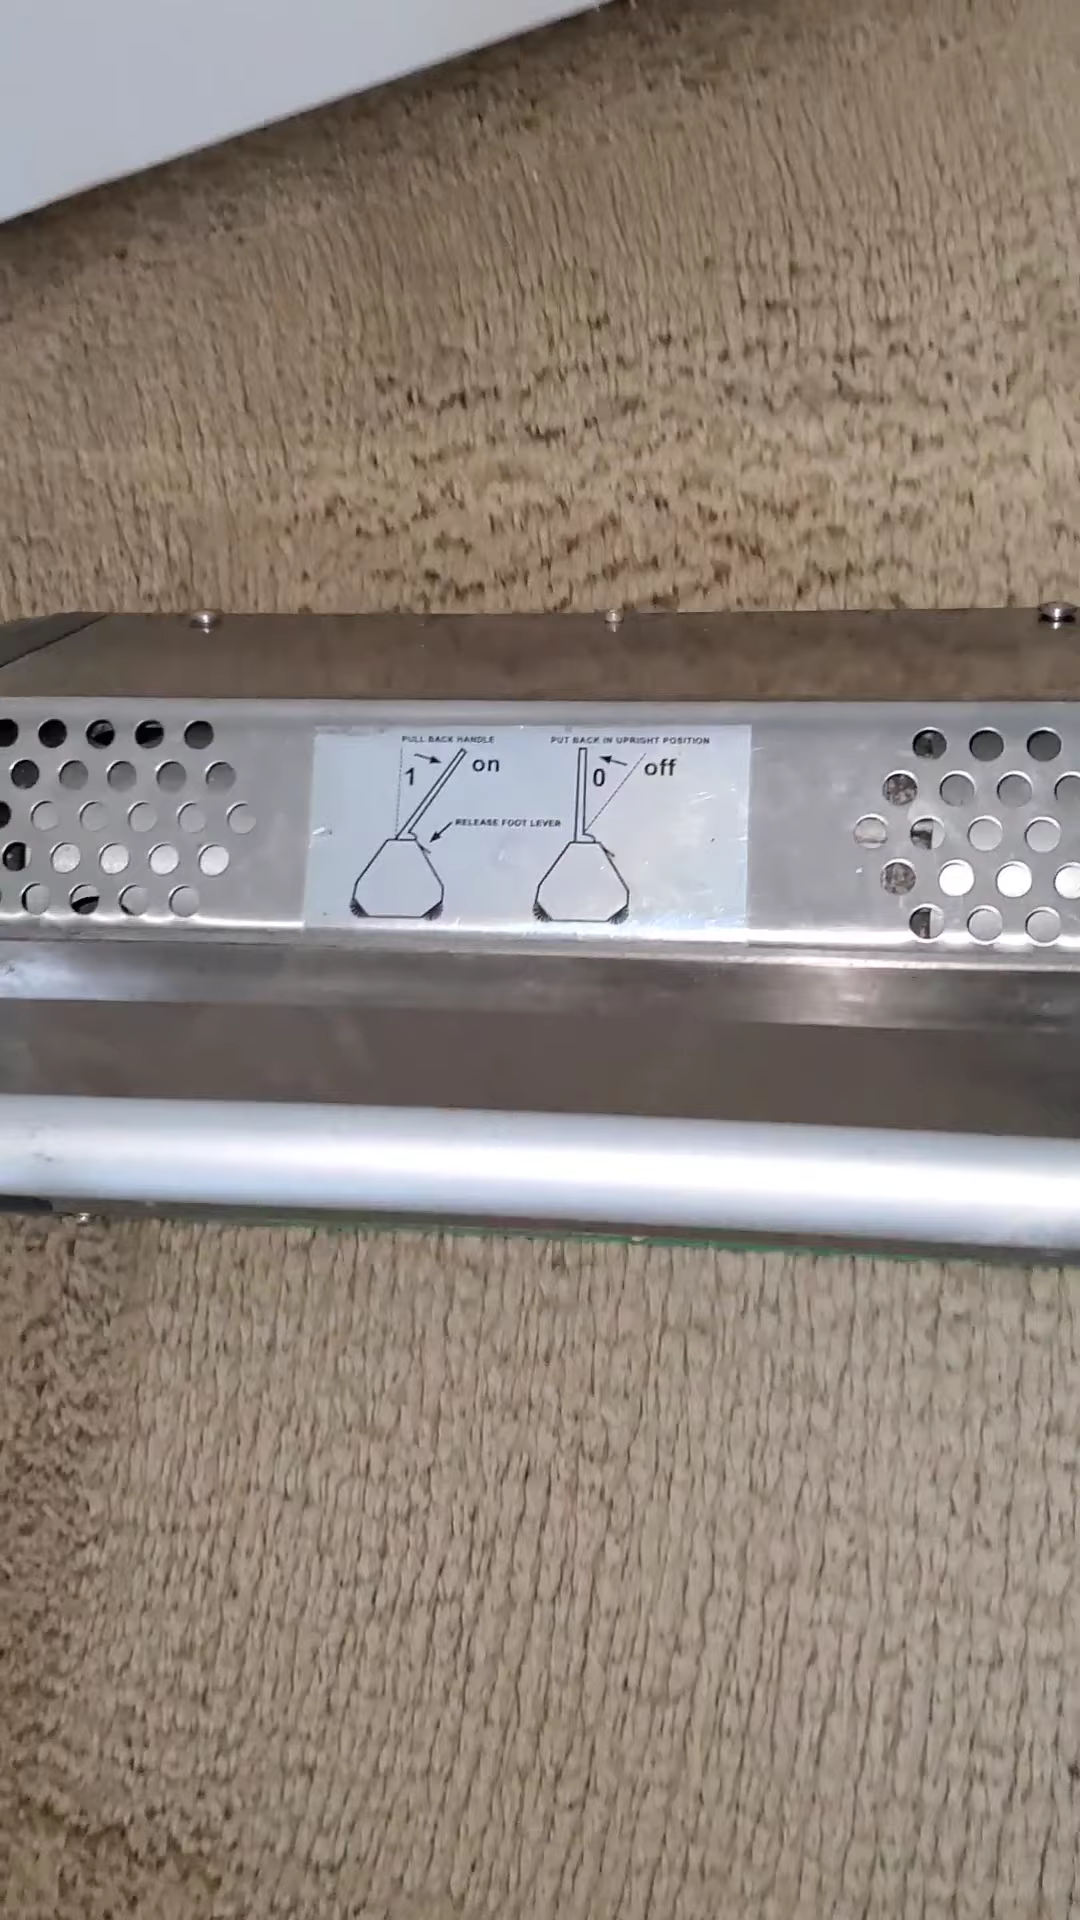 PULL BACK HANDLE
1 on
RELEASE FOOT LEVER
PUT BACK IN UPRIGHT POSITION
0 off